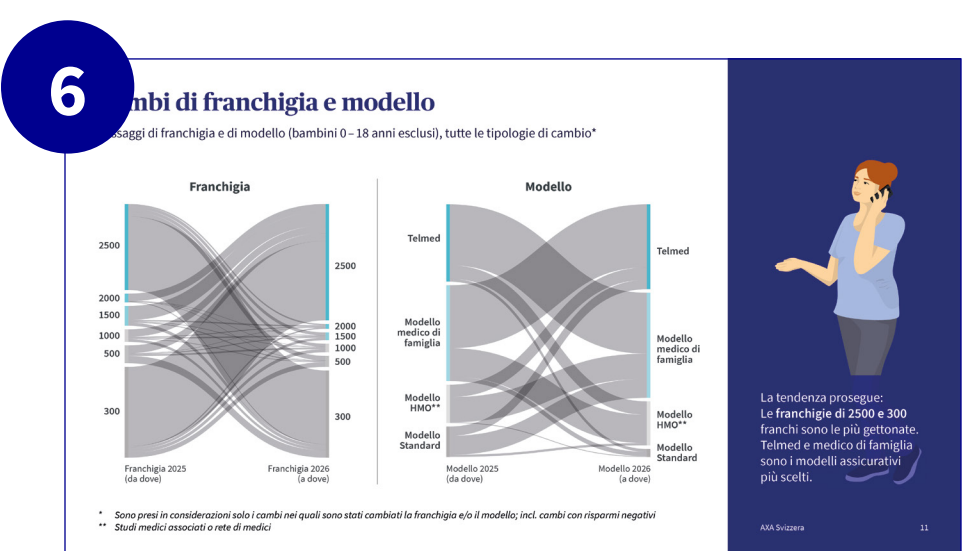 6
mbi di franchigia e modello
ssaggi di franchigia e di modello (bambini 0 – 18 anni esclusi), tutte le tipologie di cambio*
Franchigia
2500
2000
1500
1000
500
300
2500
2000
1500
1000
500
300
Franchigia 2025
(da dove)
Franchigia 2026
(a dove)
Modello
Telmed
Modello
medico di
famiglia
Modello
HMO**
Modello
Standard
Telmed
Modello
medico di
famiglia
Modello
HMO**
Modello
Standard
Modello 2025
(da dove)
Modello 2026
(a dove)
* Sono presi in considerazioni solo i cambi nei quali sono stati cambiati la franchigia e/o il modello; incl. cambi con risparmi negativi
** Studi medici associati o rete di medici
La tendenza prosegue:
Le franchigie di 2500 e 300
franchi sono le più gettonate.
Telmed e medico di famiglia
sono i modelli assicurativi
più scelti.
AXA Svizzera
11